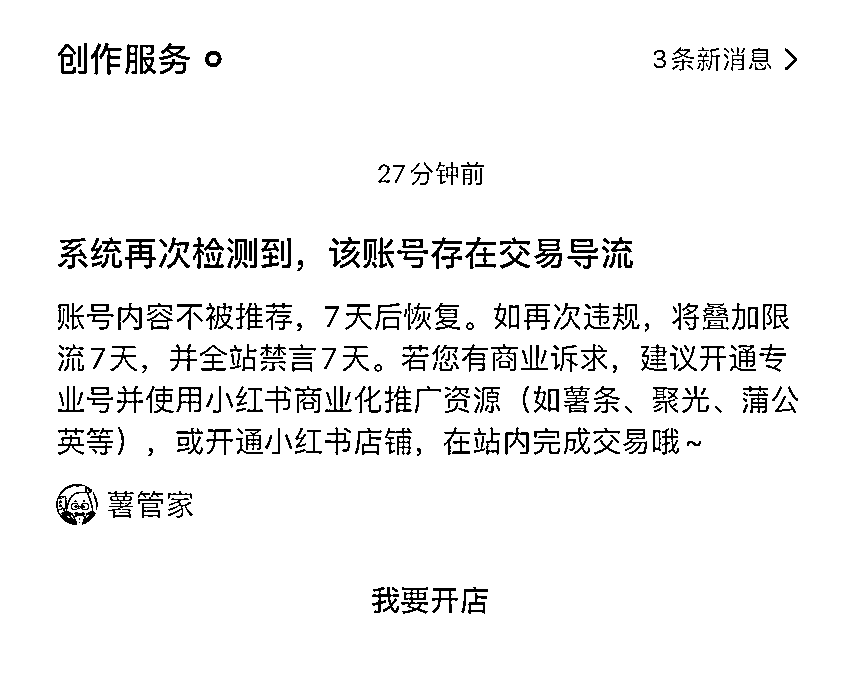 创作服务
3条新消息
27分钟前
系统再次检测到，该账号存在交易导流
账号内容不被推荐，7天后恢复。如再次违规，将叠加限
流7天，并全站禁言7天。若您有商业诉求，建议开通专
业号并使用小红书商业化推广资源（如薯条、聚光、蒲公
英等），或开通小红书店铺，在站内完成交易哦~
薯管家
我要开店